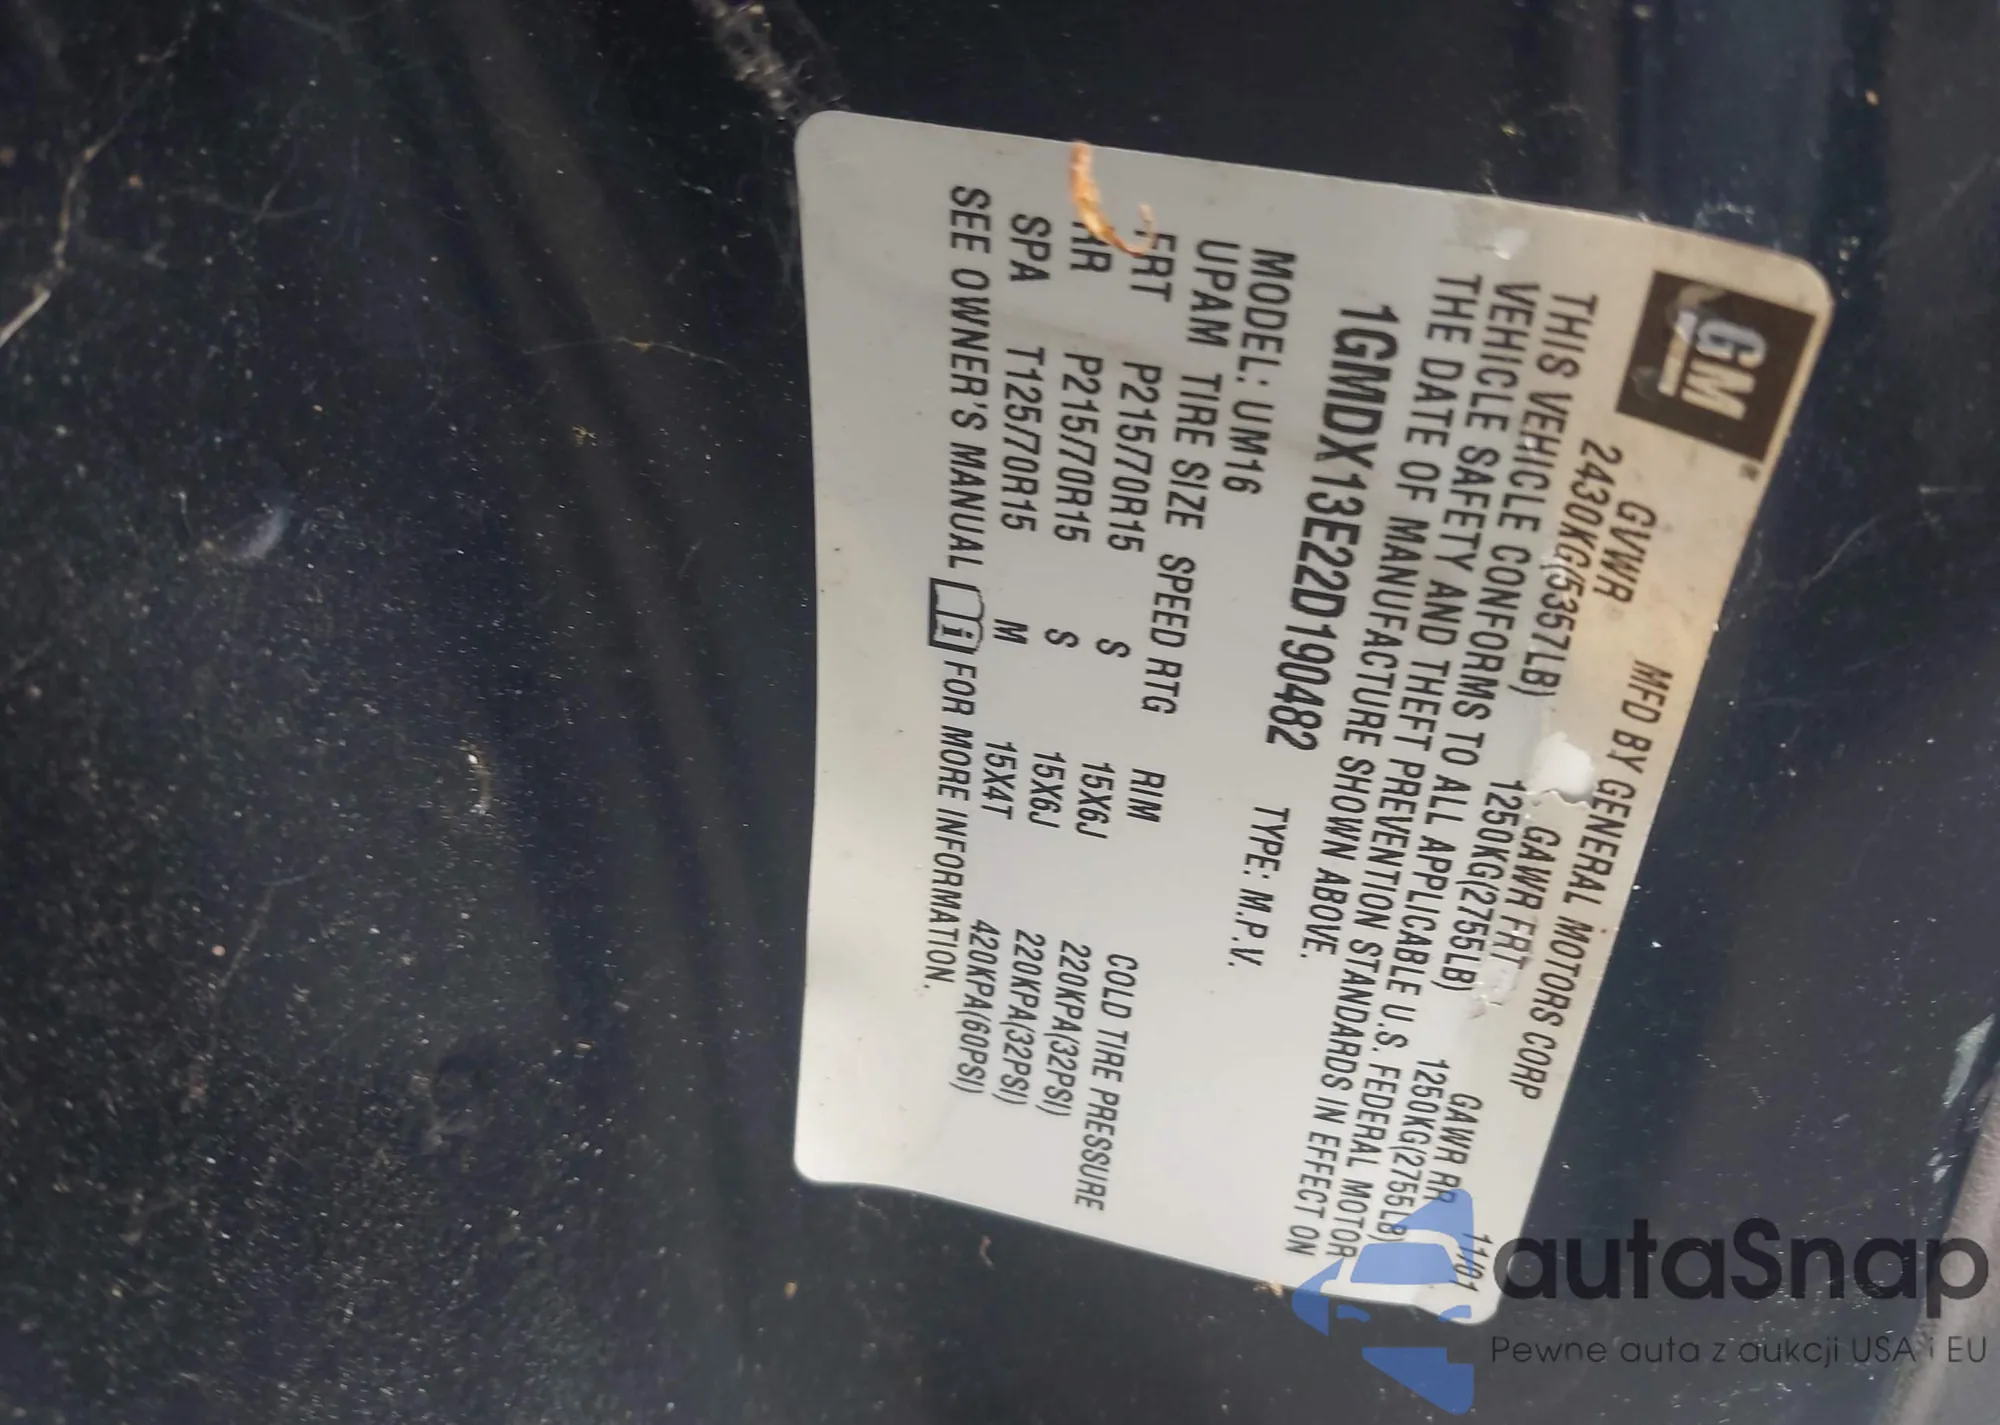 GM
MFD BY GENERAL MOTORS CORP 11/01
GVWR GAWR FRT GAWR RR
2430KG(5357LB) 1250KG(2755LB) 1250KG(2755LB)
THIS VEHICLE CONFORMS TO ALL APPLICABLE U.S. FEDERAL MOTOR
VEHICLE SAFETY AND THEFT PREVENTION STANDARDS IN EFFECT ON
THE DATE OF MANUFACTURE SHOWN ABOVE.
1GMDX13E22D190482 TYPE: M.P.V.
MODEL: UM16
UPAM TIRE SIZE SPEED RTG RIM COLD TIRE PRESSURE
FRT P215/70R15 S 15X6J 220KPA(32PSI)
RR P215/70R15 S 15X6J 220KPA(32PSI)
SPA T125/70R15 M 15X4T 420KPA(60PSI)
SEE OWNER'S MANUAL i FOR MORE INFORMATION.
autaSnap
Pewne auta z aukcji USA i EU